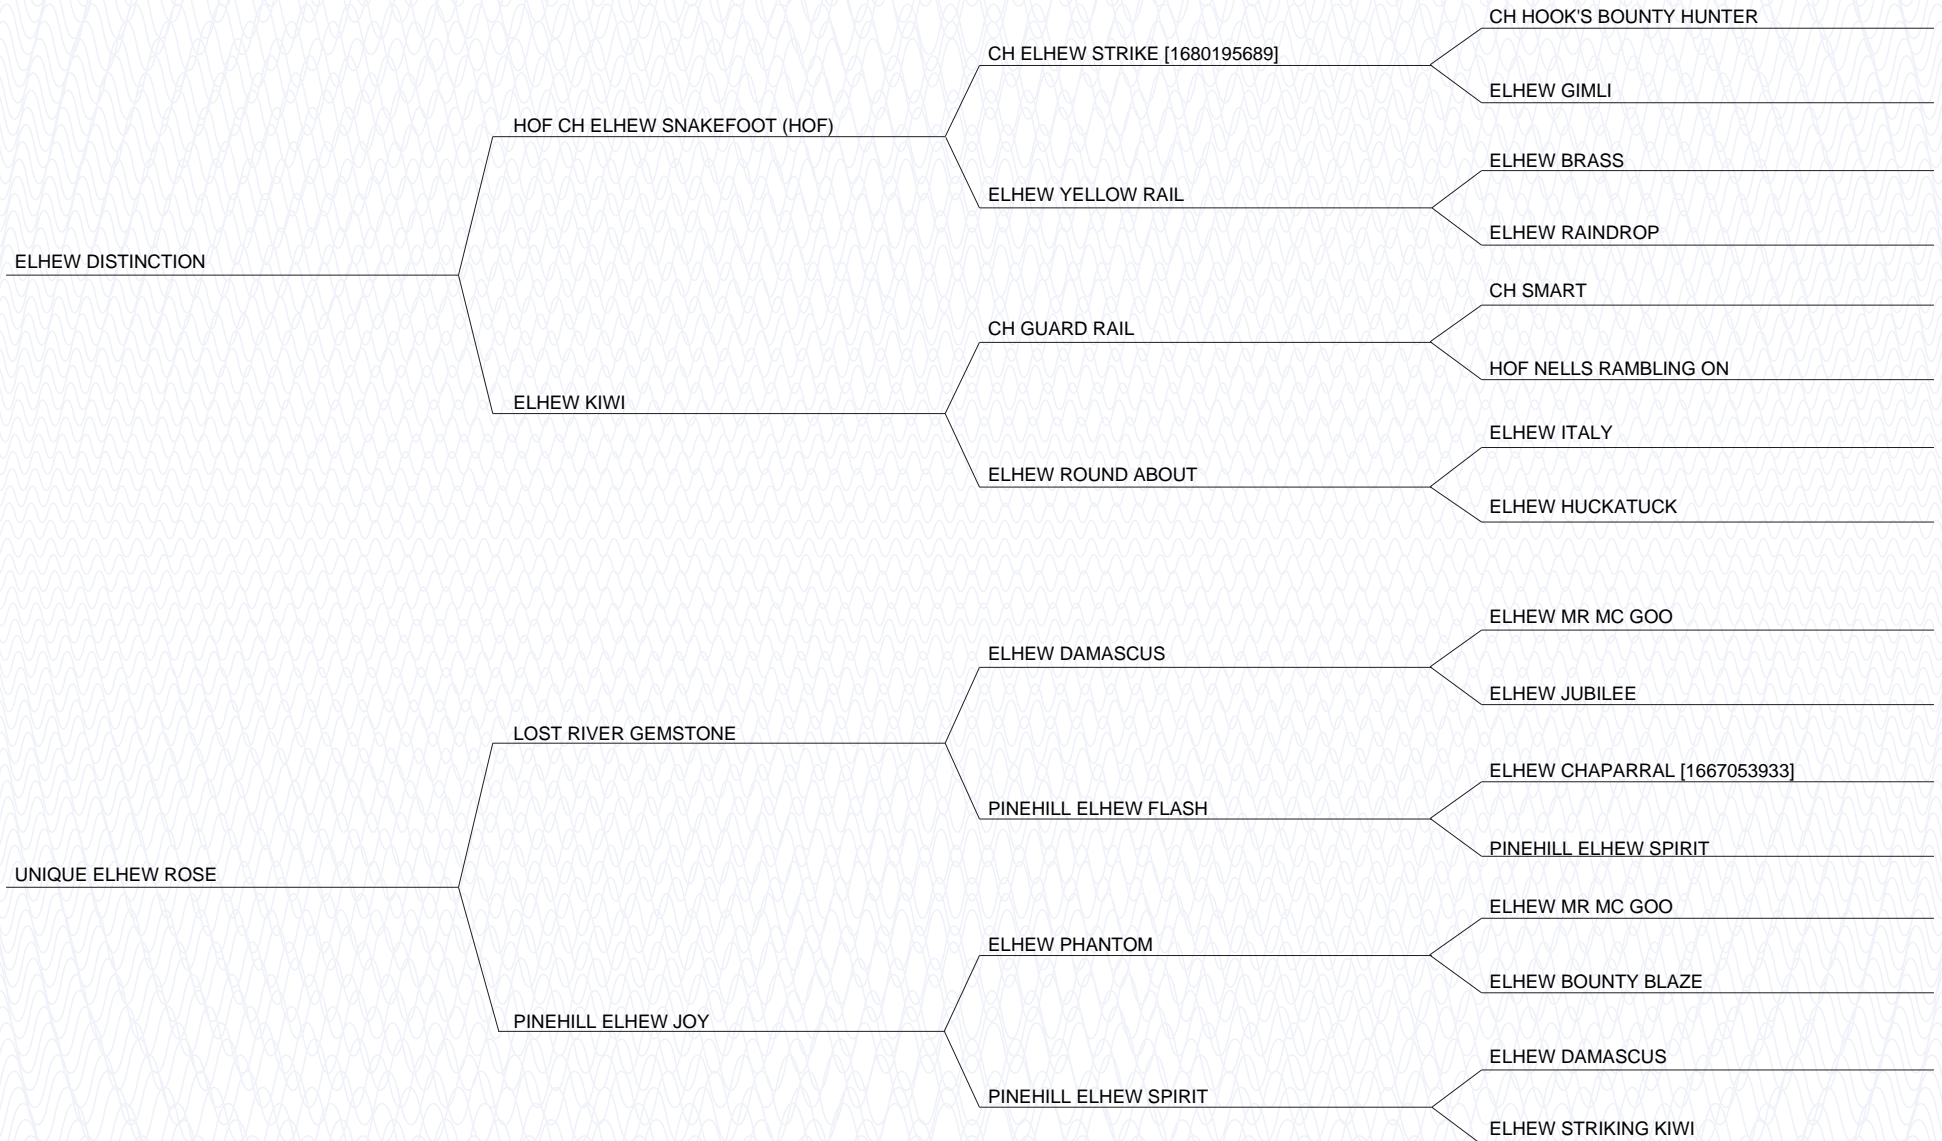 CH HOOK'S BOUNTY HUNTER
CH ELHEW STRIKE [1680195689]
ELHEW GIMLI
HOF CH ELHEW SNAKEFOOT (HOF)
ELHEW BRASS
ELHEW YELLOW RAIL
ELHEW RAINDROP
ELHEW DISTINCTION
CH SMART
CH GUARD RAIL
HOF NELLS RAMBLING ON
ELHEW KIWI
ELHEW ITALY
ELHEW ROUND ABOUT
ELHEW HUCKATUCK
ELHEW MR MC GOO
ELHEW DAMASCUS
ELHEW JUBILEE
LOST RIVER GEMSTONE
ELHEW CHAPARRAL [1667053933]
PINEHILL ELHEW FLASH
PINEHILL ELHEW SPIRIT
UNIQUE ELHEW ROSE
ELHEW MR MC GOO
ELHEW PHANTOM
ELHEW BOUNTY BLAZE
PINEHILL ELHEW JOY
ELHEW DAMASCUS
PINEHILL ELHEW SPIRIT
ELHEW STRIKING KIWI